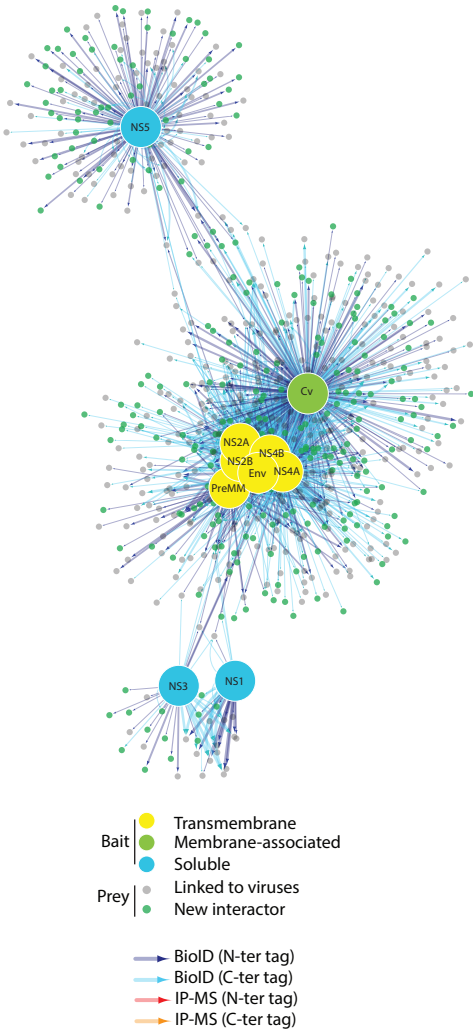 NS5
Cv
NS2A
NS4B
NS2B
Env
NS4A
PreMM
NS3
NS1
Bait
Transmembrane
Membrane-associated
Soluble
Prey
Linked to viruses
New interactor
BioID (N-ter tag)
BioID (C-ter tag)
IP-MS (N-ter tag)
IP-MS (C-ter tag)